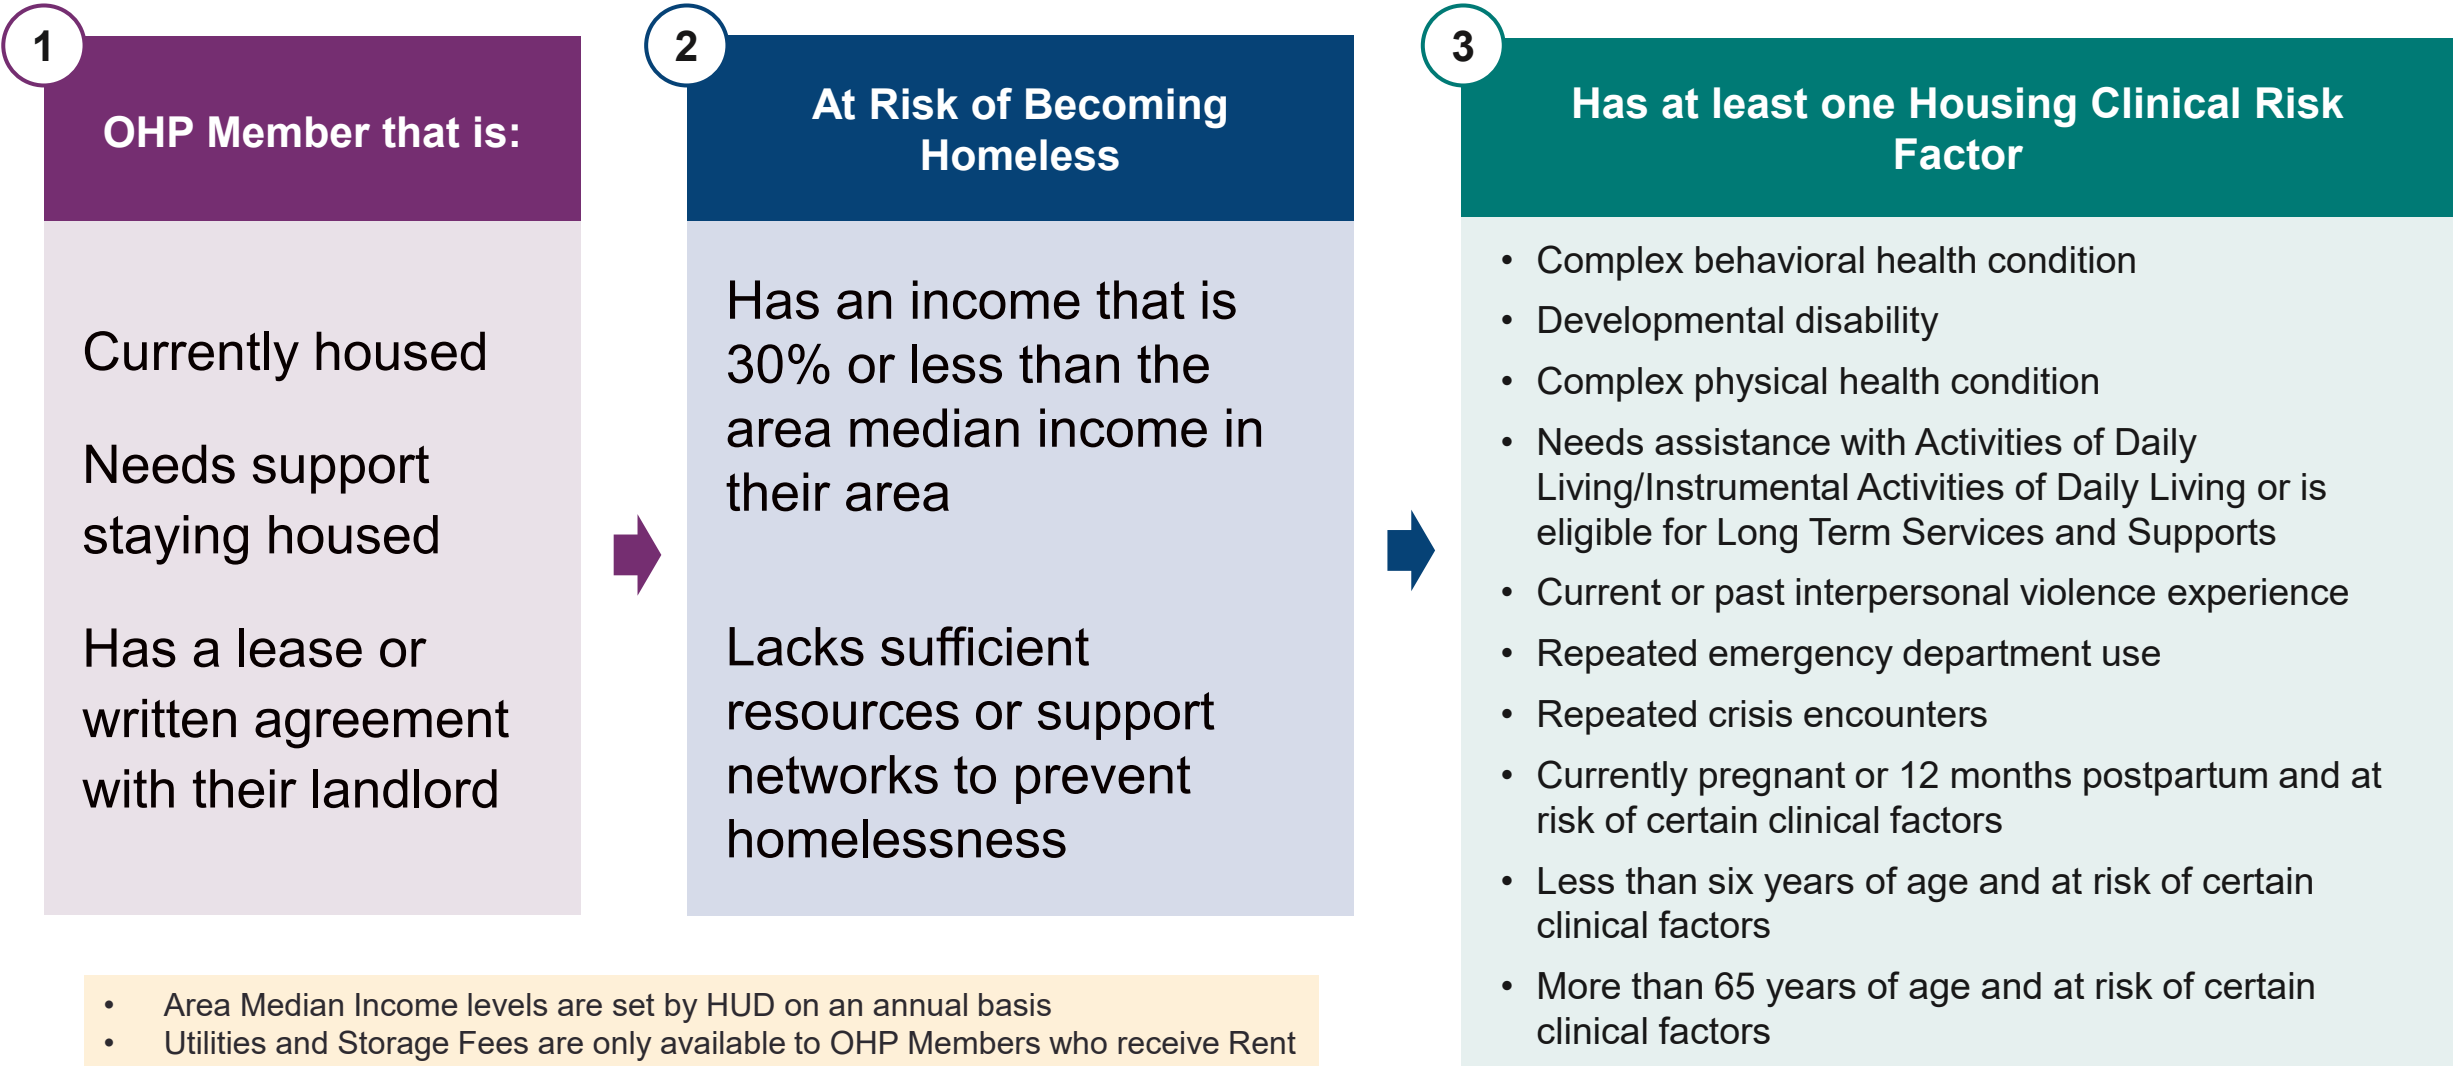 1
OHP Member that is:
Currently housed
Needs support
staying housed
Has a lease or
written agreement
with their landlord
2
At Risk of Becoming
Homeless
Has an income that is
30% or less than the
area median income in
their area
Lacks sufficient
resources or support
networks to prevent
homelessness
3
Has at least one Housing Clinical Risk
Factor
• Complex behavioral health condition
• Developmental disability
• Complex physical health condition
• Needs assistance with Activities of Daily
Living/Instrumental Activities of Daily Living or is
eligible for Long Term Services and Supports
• Current or past interpersonal violence experience
• Repeated emergency department use
• Repeated crisis encounters
• Currently pregnant or 12 months postpartum and at
risk of certain clinical factors
• Less than six years of age and at risk of certain
clinical factors
• More than 65 years of age and at risk of certain
clinical factors
• Area Median Income levels are set by HUD on an annual basis
• Utilities and Storage Fees are only available to OHP Members who receive Rent